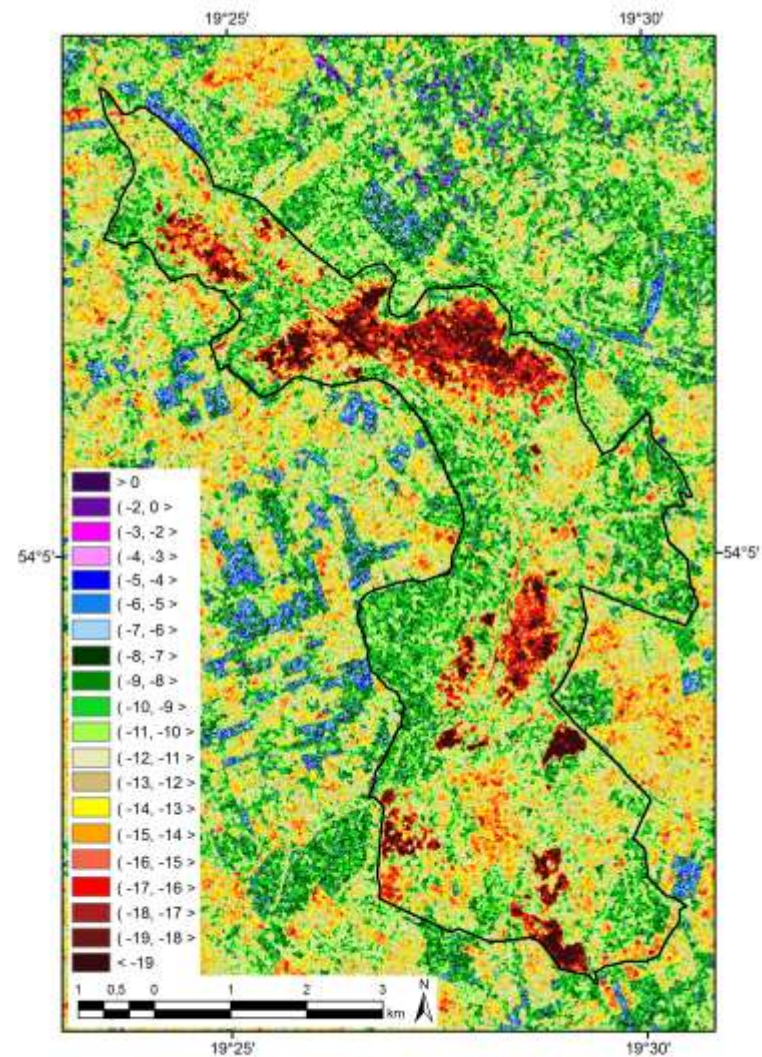 19°25' 19°30'
> 0
( -2, 0 >
( -3, -2 >
( -4, -3 >
( -5, -4 >
( -6, -5 >
( -7, -6 >
( -8, -7 >
( -9, -8 >
( -10, -9 >
( -11, -10 >
( -12, -11 >
( -13, -12 >
( -14, -13 >
( -15, -14 >
( -16, -15 >
( -17, -16 >
( -18, -17 >
( -19, -18 >
< -19
54°5' 54°5'
1 0,5 0 1 2 3
km
N
19°25' 19°30'